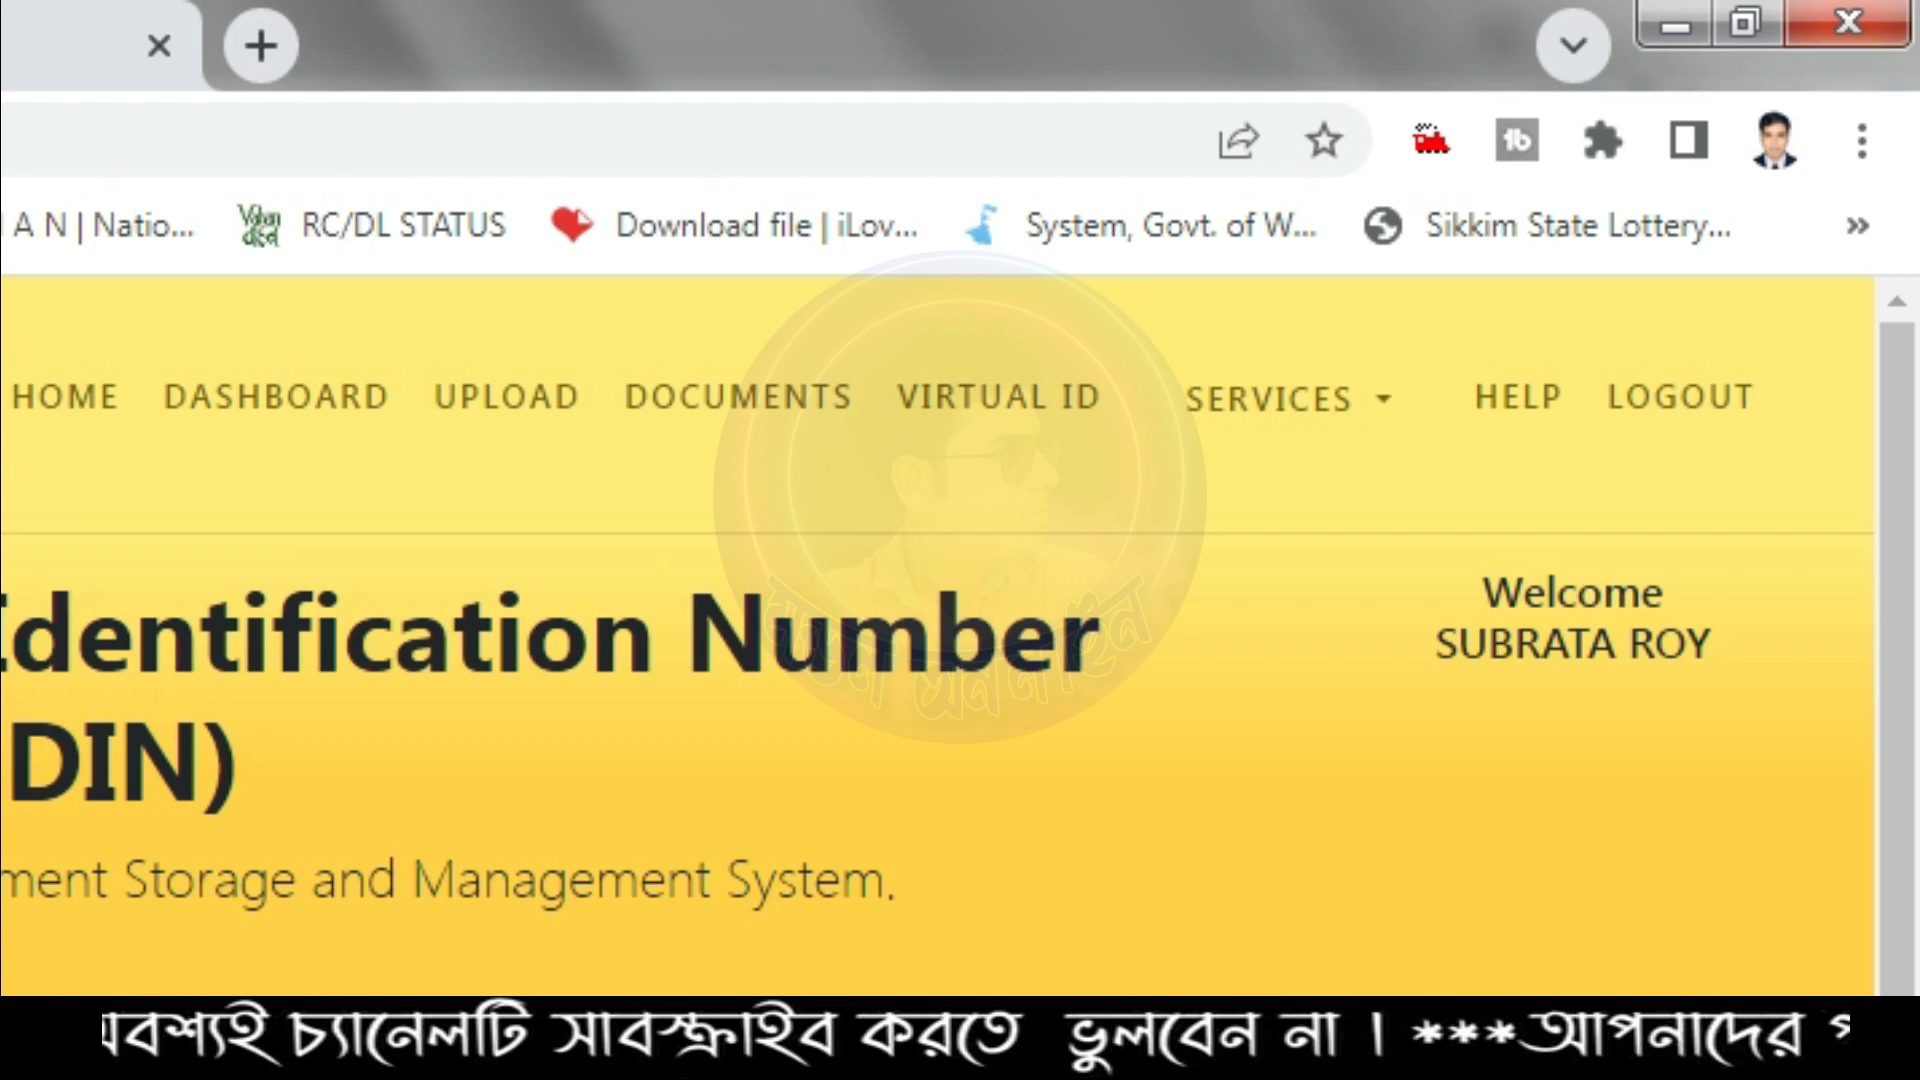 A N | Natio... RC/DL STATUS Download file | iLov... System, Govt. of W... Sikkim State Lottery... »
HOME DASHBOARD UPLOAD DOCUMENTS VIRTUAL ID SERVICES HELP LOGOUT
Identification Number
DIN)
Welcome
SUBRATA ROY
ment Storage and Management System.
বশ্যই চ্যানেলটি সাবস্ক্রাইব করতে ভুলবেন না । ***আপনাদের